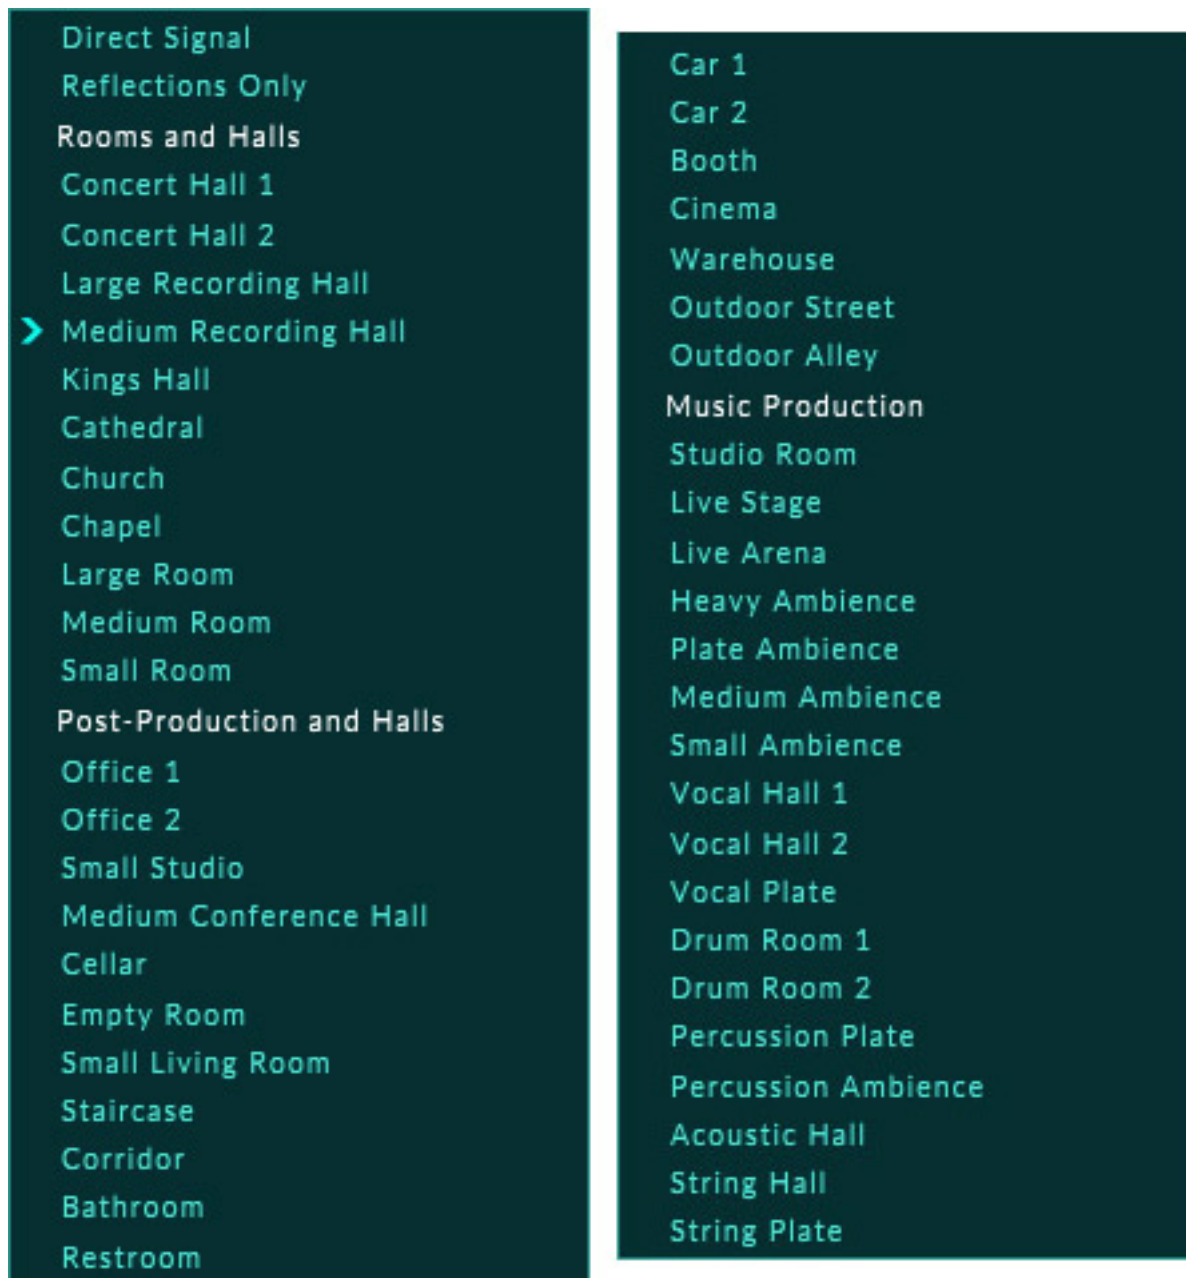 Direct Signal
Reflections Only
Rooms and Halls
Concert Hall 1
Concert Hall 2
Large Recording Hall
Medium Recording Hall
Kings Hall
Cathedral
Church
Chapel
Large Room
Medium Room
Small Room
Post-Production and Halls
Office 1
Office 2
Small Studio
Medium Conference Hall
Cellar
Empty Room
Small Living Room
Staircase
Corridor
Bathroom
Restroom
Car 1
Car 2
Booth
Cinema
Warehouse
Outdoor Street
Outdoor Alley
Music Production
Studio Room
Live Stage
Live Arena
Heavy Ambience
Plate Ambience
Medium Ambience
Small Ambience
Vocal Hall 1
Vocal Hall 2
Vocal Plate
Drum Room 1
Drum Room 2
Percussion Plate
Percussion Ambience
Acoustic Hall
String Hall
String Plate